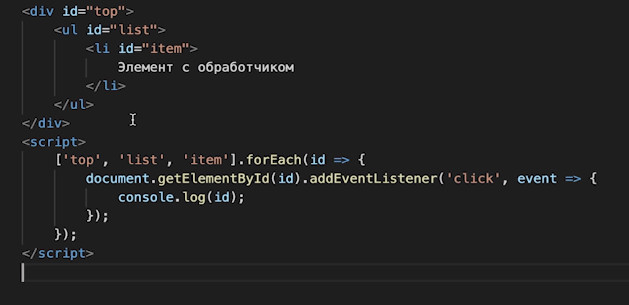 <div id="top">
<ul id="list">
<li id="item">
Элемент с обработчиком
</li>
</ul>
</div>
<script>
['top', 'list', 'item'].forEach(id => {
document.getElementById(id).addEventListener('click', event => {
console.log(id);
});
});
</script>